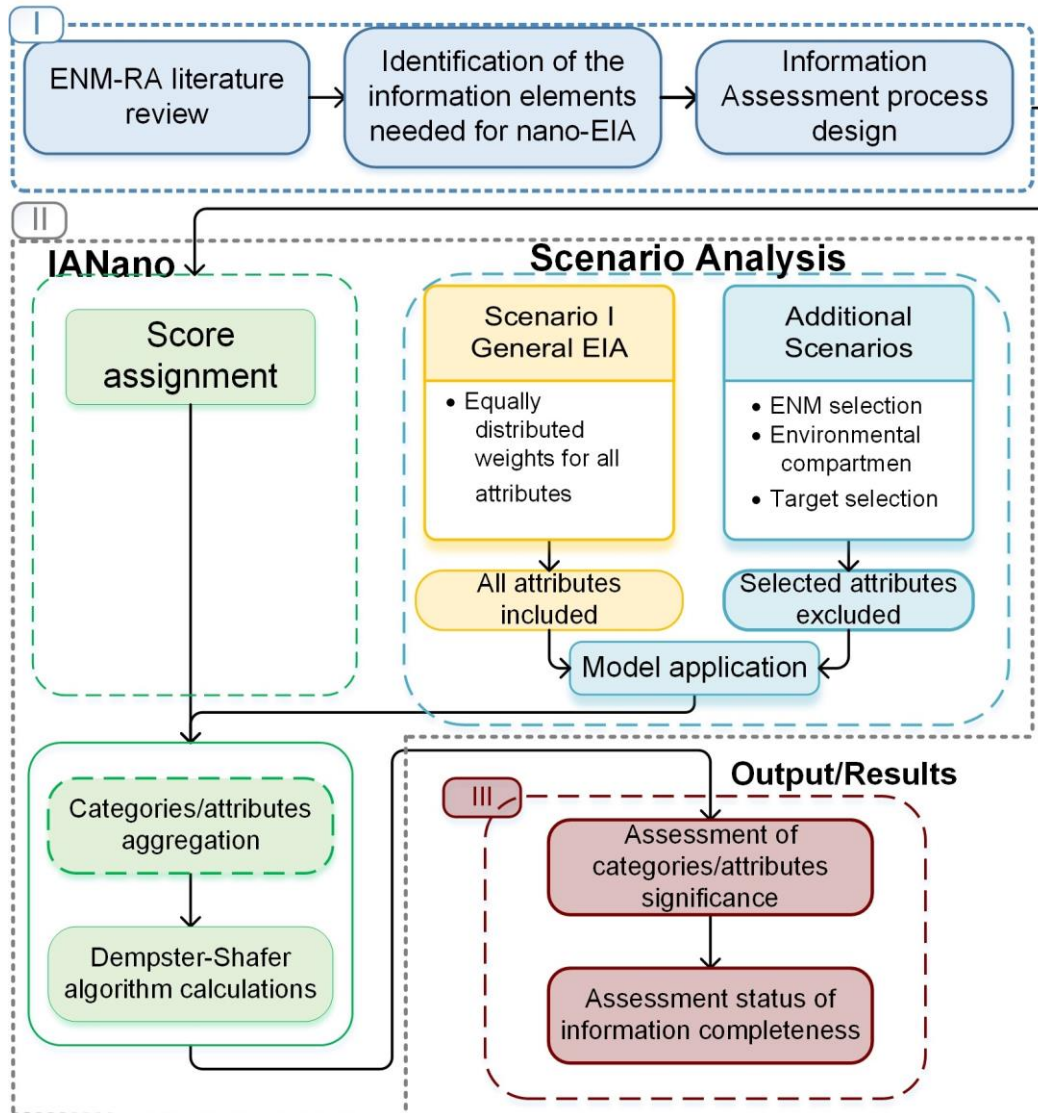 I
ENM-RA literature
review
Identification of the
information elements
needed for nano-EIA
Information
Assessment process
design
II
IANano
Score
assignment
Scenario Analysis
Scenario I
General EIA
• Equally
distributed
weights for all
attributes
Additional
Scenarios
• ENM selection
• Environmental
compartmen
• Target selection
All attributes
included
Selected attributes
excluded
Model application
Categories/attributes
aggregation
Dempster-Shafer
algorithm calculations
III
Output/Results
Assessment of
categories/attributes
significance
Assessment status of
information completeness